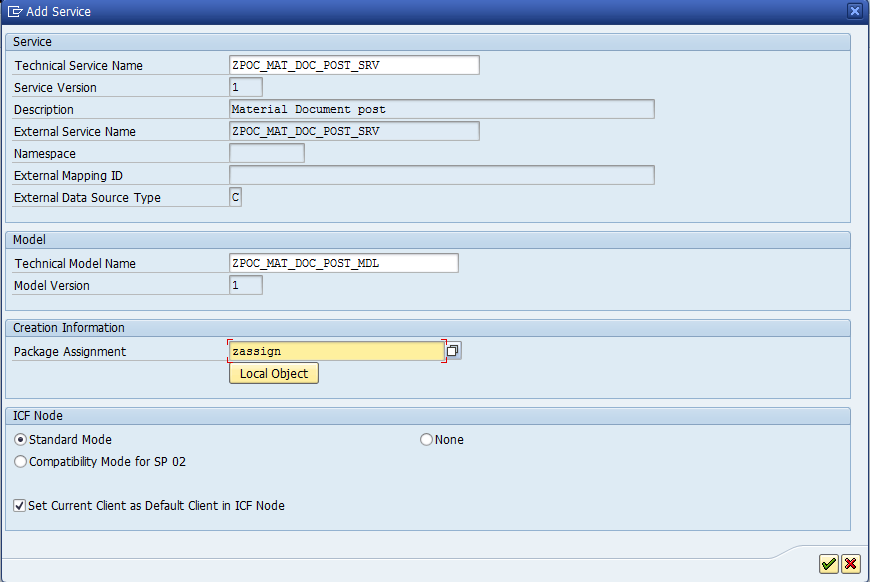 Add Service
Service
Technical Service Name ZPOC_MAT_DOC_POST_SRV
Service Version 1
Description Material Document post
External Service Name ZPOC_MAT_DOC_POST_SRV
Namespace
External Mapping ID
External Data Source Type C
Model
Technical Model Name ZPOC_MAT_DOC_POST_MDL
Model Version 1
Creation Information
Package Assignment zassign
Local Object
ICF Node
Standard Mode None
Compatibility Mode for SP 02
Set Current Client as Default Client in ICF Node